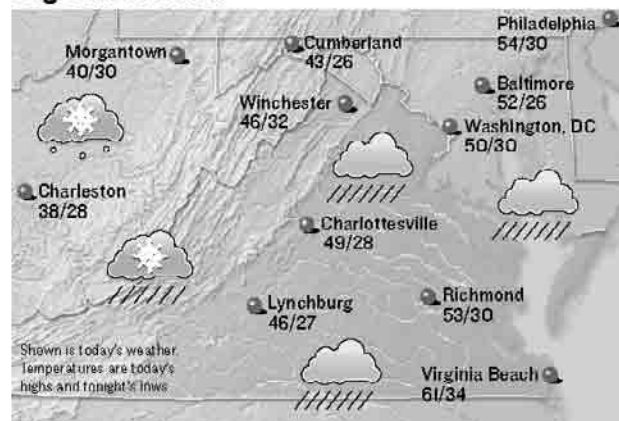 Philadelphia
54/30
Morgantown
40/30
Cumberland
43/26
Baltimore
52/26
Winchester
46/32
Washington, DC
50/30
Charleston
38/28
Charlottesville
49/28
Lynchburg
46/27
Richmond
53/30
Shown is today's weather.
Temperatures are today's
highs and tonight's lows
Virginia Beach
61/34